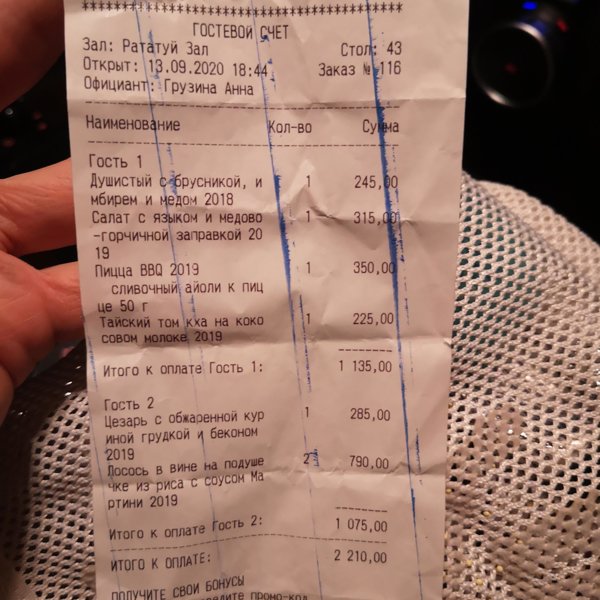 ******************************************
ГОСТЕВОЙ СЧЕТ
Зал: Рататуй Зал Стол: 43
Открыт: 13.09.2020 18:44 Заказ № 116
Официант: Грузина Анна
Наименование Кол-во Сумма
Гость 1
Душистый с брусникой, и 1 245,00
мбирем и медом 2018
Салат с языком и медово 1 315,00
-горчичной заправкой 20
19
Пицца BBQ 2019 1 350,00
сливочный айоли к пиц
це 50 г
Тайский том кха на коко 1 225,00
совом молоке 2019
Итого к оплате Гость 1: 1 135,00
Гость 2
Цезарь с обжаренной кур 1 285,00
иной грудкой и беконом
2019
Лосось в вине на подуше 2 790,00
чке из риса с соусом Ма
ртини 2019
Итого к оплате Гость 2: 1 075,00
ИТОГО К ОПЛАТЕ: 2 210,00
ПОЛУЧИТЕ СВОИ БОНУСЫ